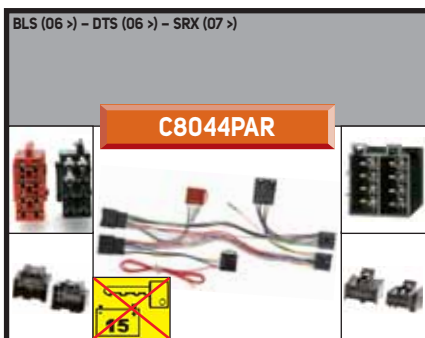 BLS (06 >) – DTS (06 >) – SRX (07 >)
C8044PAR
15